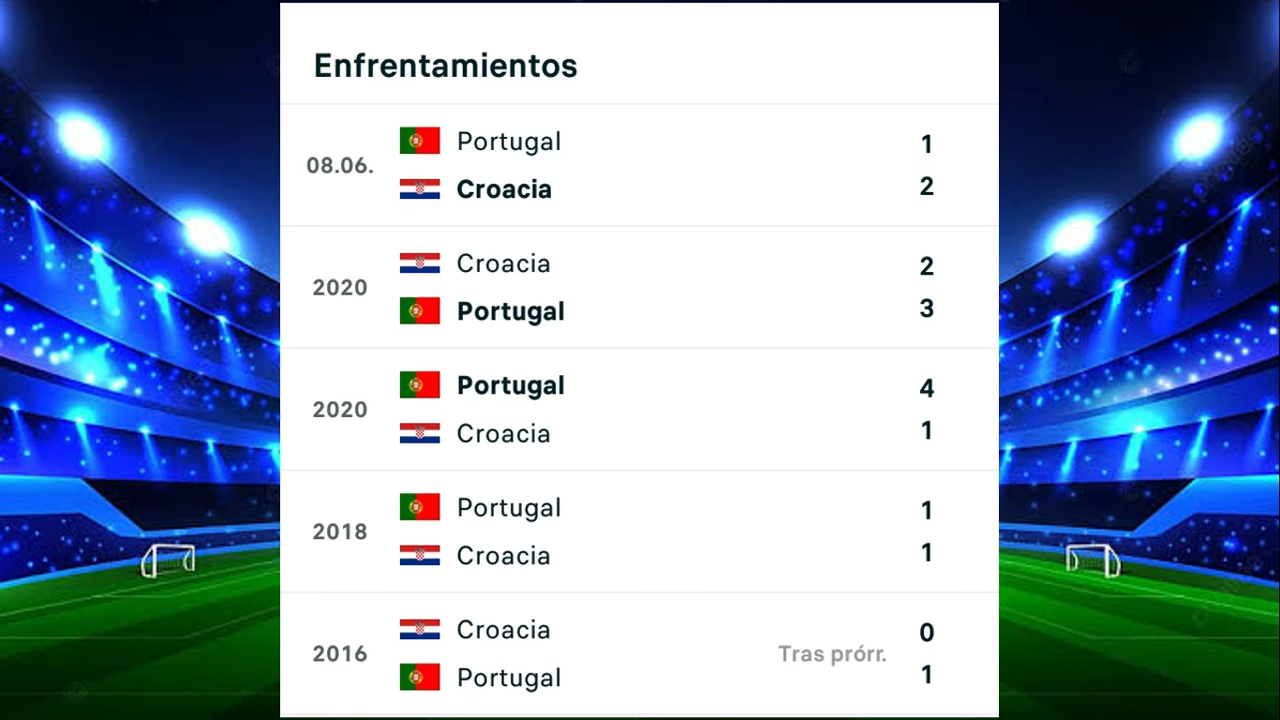 Enfrentamientos
08.06.
Portugal 1
Croacia 2
2020
Croacia 2
Portugal 3
2020
Portugal 4
Croacia 1
2018
Portugal 1
Croacia 1
2016
Croacia 0
Tras prórr.
Portugal 1